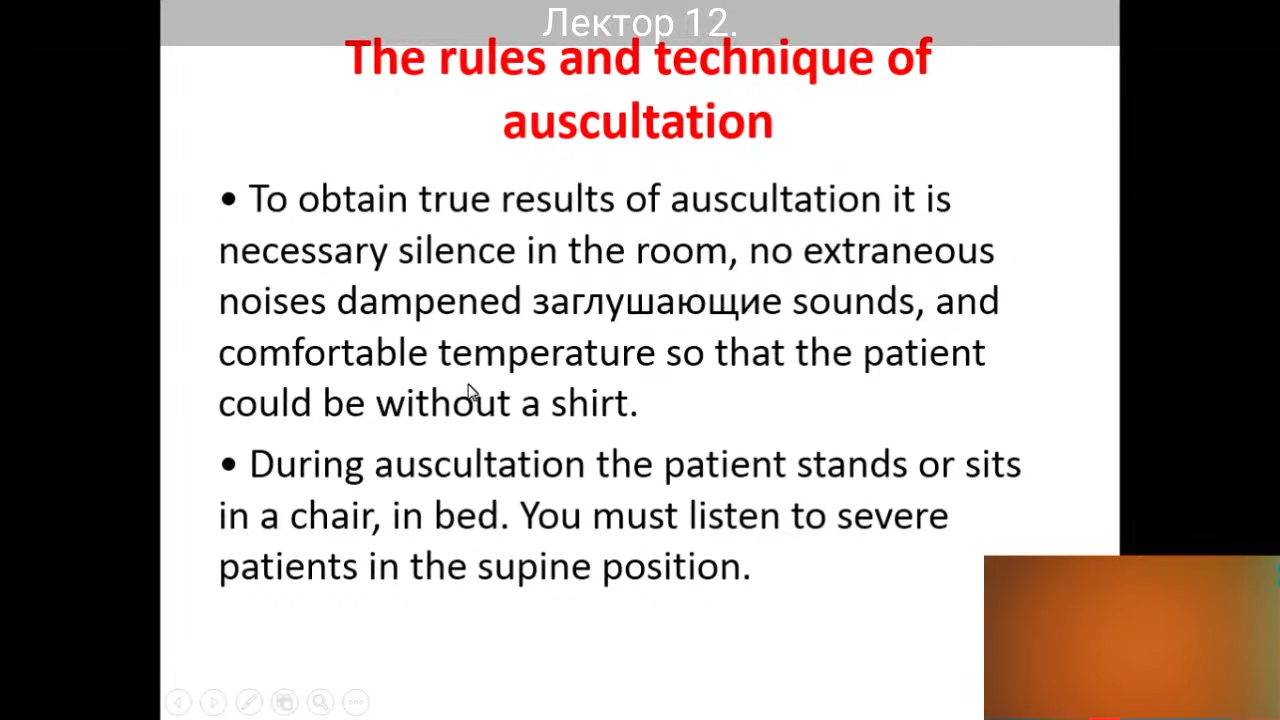 Лектор 12.
The rules and technique of
auscultation
• To obtain true results of auscultation it is
necessary silence in the room, no extraneous
noises dampened заглушающие sounds, and
comfortable temperature so that the patient
could be without a shirt.
• During auscultation the patient stands or sits
in a chair, in bed. You must listen to severe
patients in the supine position.